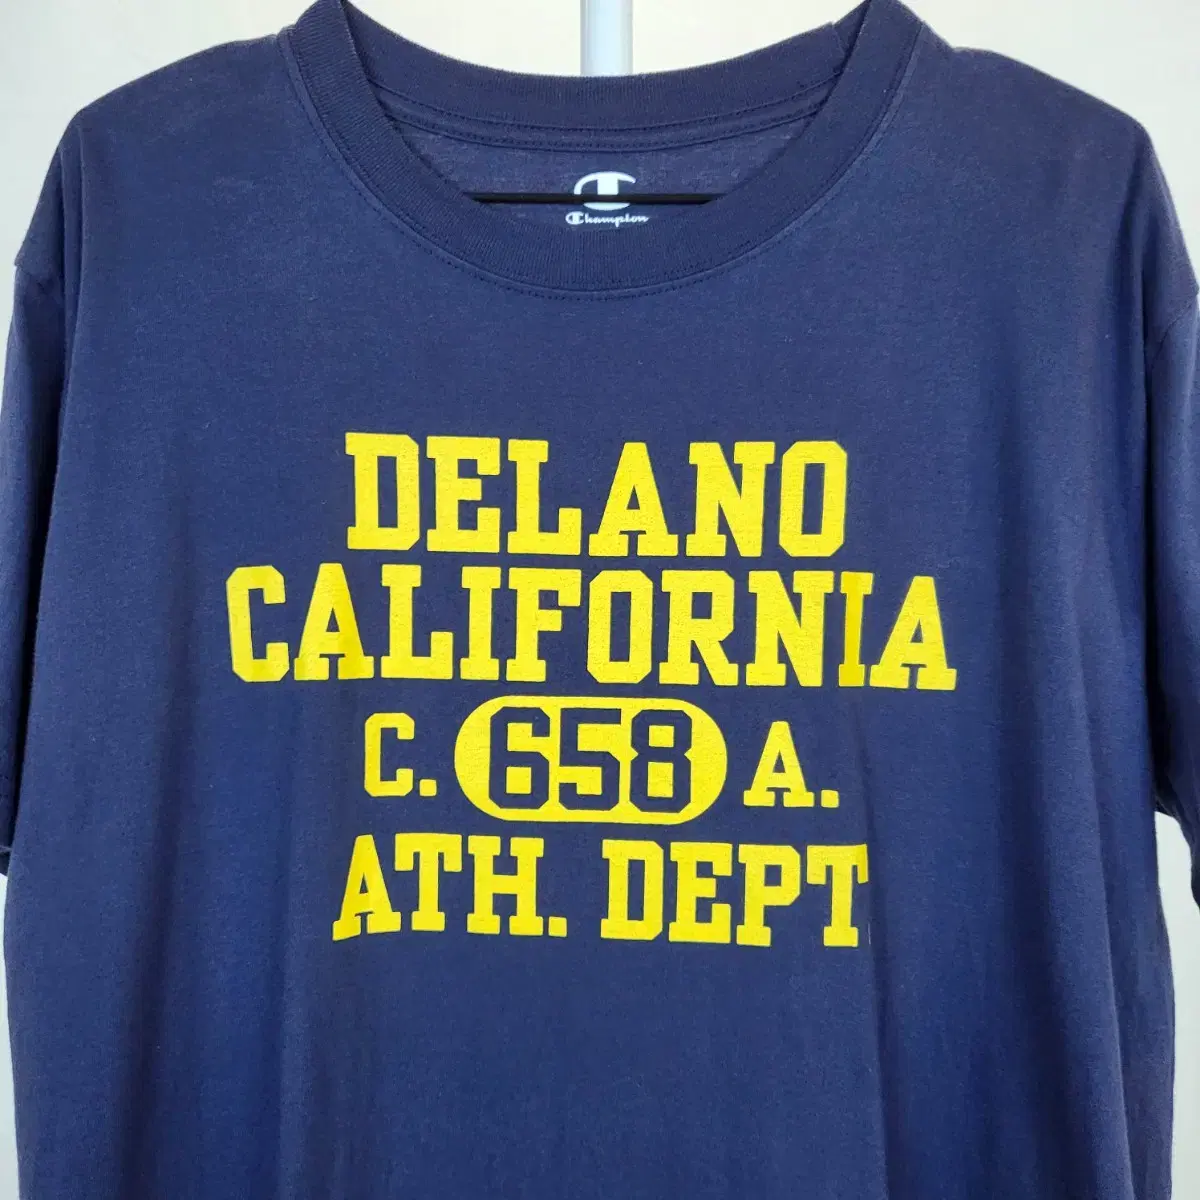 Champion
DELANO
CALIFORNIA
C. 658 A.
ATH. DEPT